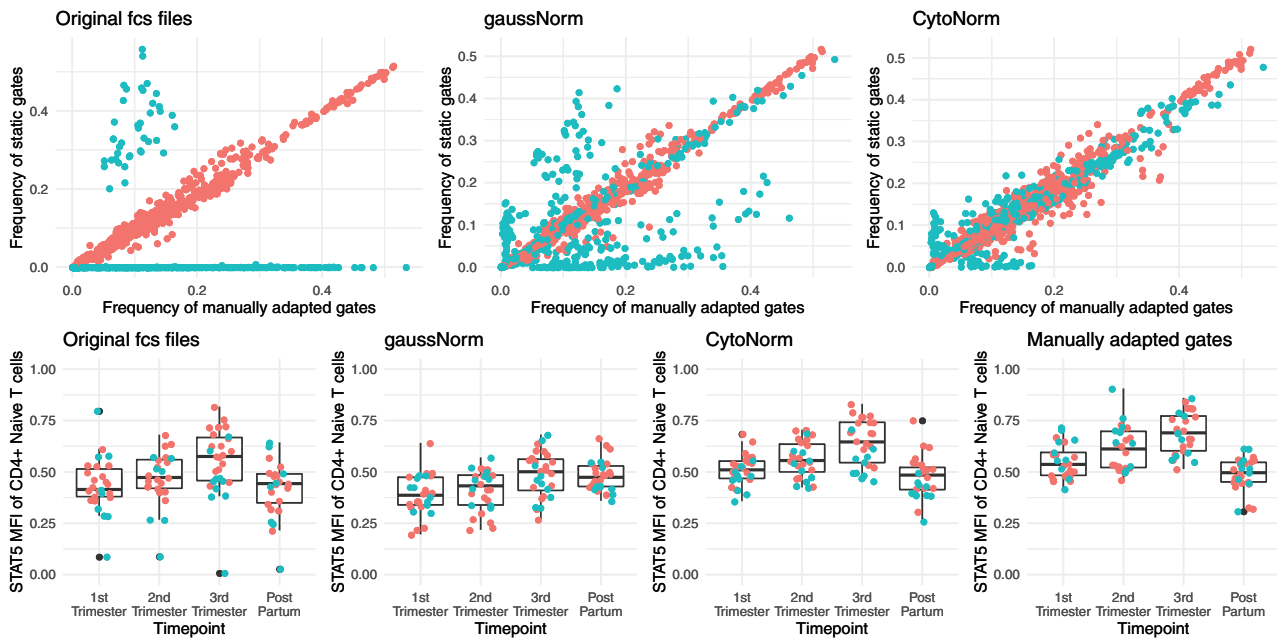 Original fcs files
gaussNorm
CytoNorm
Frequency of static gates
0.4
0.2
0.0
0.0
0.2
0.4
Frequency of manually adapted gates
Frequency of static gates
0.5
0.4
0.3
0.2
0.1
0.0
0.0
0.2
0.4
Frequency of manually adapted gates
Frequency of static gates
0.5
0.4
0.3
0.2
0.1
0.0
0.0
0.2
0.4
Frequency of manually adapted gates
Original fcs files
gaussNorm
CytoNorm
Manually adapted gates
STAT5 MFI of CD4+ Naive T cells
1.00
0.75
0.50
0.25
0.00
1st
Trimester
2nd
Trimester
3rd
Trimester
Post
Partum
Timepoint
STAT5 MFI of CD4+ Naive T cells
1.00
0.75
0.50
0.25
0.00
1st
Trimester
2nd
Trimester
3rd
Trimester
Post
Partum
Timepoint
STAT5 MFI of CD4+ Naive T cells
1.00
0.75
0.50
0.25
0.00
1st
Trimester
2nd
Trimester
3rd
Trimester
Post
Partum
Timepoint
STAT5 MFI of CD4+ Naive T cells
1.00
0.75
0.50
0.25
0.00
1st
Trimester
2nd
Trimester
3rd
Trimester
Post
Partum
Timepoint